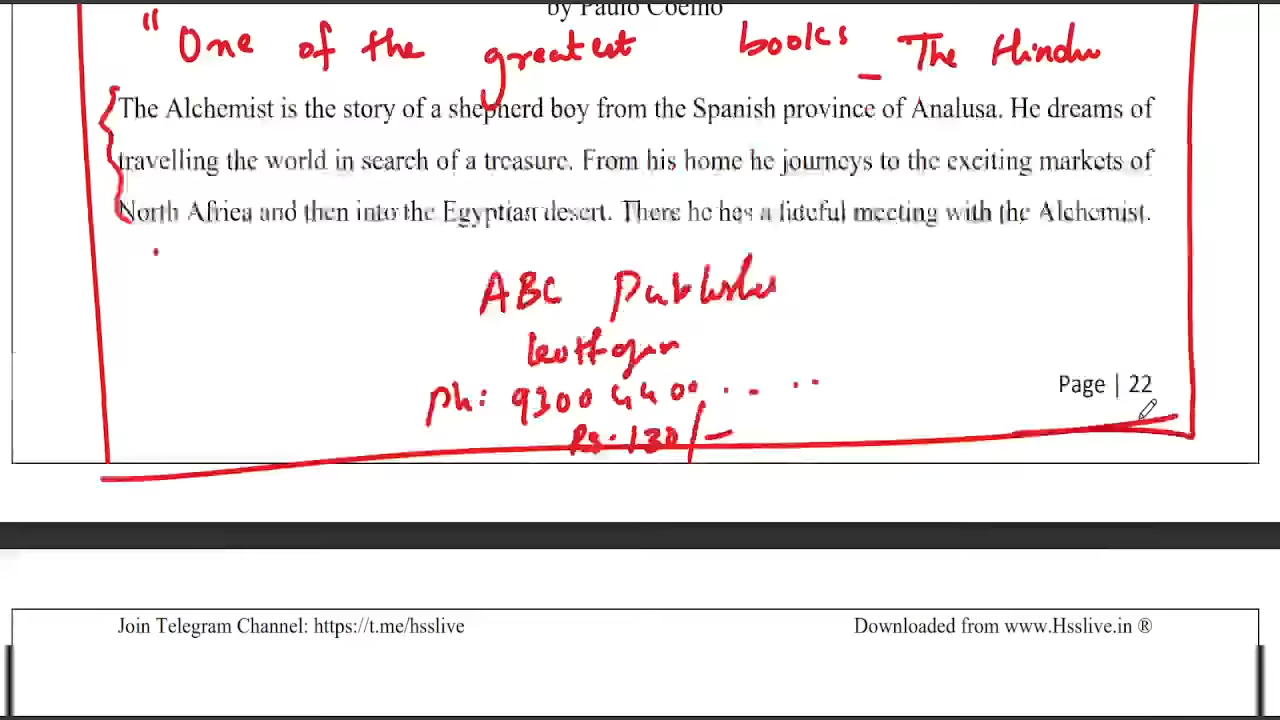 by Paulo Coelho
" One of the greatest books - The Hindu
The Alchemist is the story of a shepherd boy from the Spanish province of Analusa. He dreams of
travelling the world in search of a treasure. From his home he journeys to the exciting markets of
North Africa and then into the Egyptian desert. There he hes a fideful meeting with the Alchemist.
ABC Publisher
Ph: 9300 4400 . . . .
Page | 22
Rs. 130/-
Join Telegram Channel: https://t.me/hsslive Downloaded from www.Hsslive.in ®